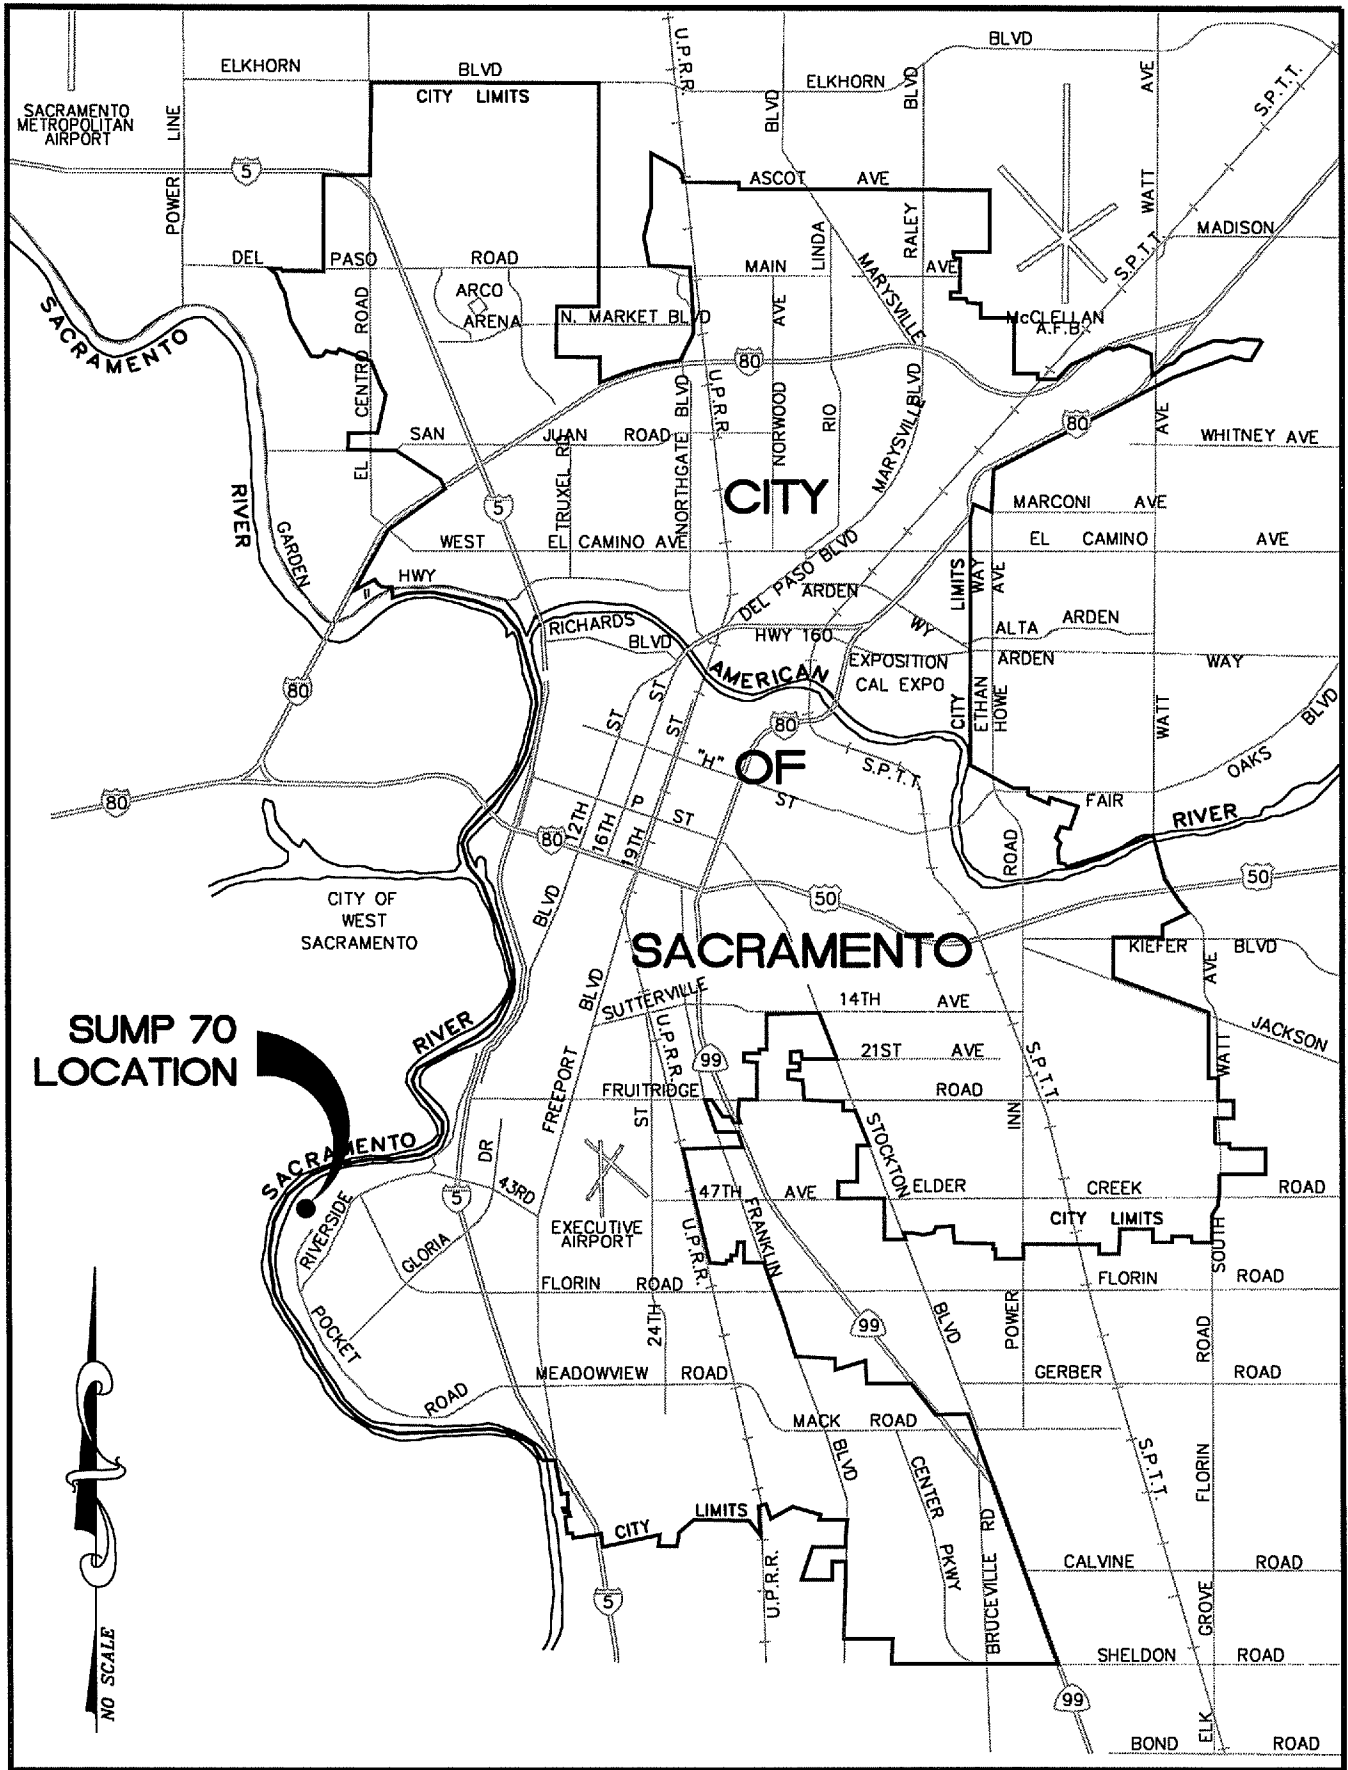 BLVD
ELKHORN BLVD
CITY LIMITS
U.P.R.R.
ELKHORN
BLVD
BLVD
AVE
S.P.T.T.
SACRAMENTO
METROPOLITAN
AIRPORT
POWER LINE
5
ASCOT AVE
WATT
MADISON
DEL PASO ROAD
MAIN AVE
LINDA
RALEY
MARYSVILLE
S.P.T.T.
ARCO
ARENA
N. MARKET BLVD
McCLELLAN
A.F.B.
SACRAMENTO
RIVER
EL CENTRO ROAD
80
U.P.R.R.
NORTHGATE BLVD
NORWOOD AVE
RIO
MARYSVILLE BLVD
80
AVE
WHITNEY AVE
SAN JUAN ROAD
TRUXEL RD
CITY
5
MARCONI AVE
GARDEN
HWY
WEST EL CAMINO AVE
EL CAMINO AVE
DEL PASO BLVD
ARDEN
WY
CITY LIMITS
ETHAN WAY
HOWE AVE
ALTA ARDEN
ARDEN WAY
RICHARDS
BLVD
HWY 160
EXPOSITION
CAL EXPO
AMERICAN
RIVER
80
ST
ST
ST
80
WATT
OAKS BLVD
"H" ST
OF
S.P.T.T.
FAIR
80
12TH
16TH
19TH
P ST
80
ROAD
50
50
CITY OF
WEST
SACRAMENTO
BLVD
SACRAMENTO
KIEFER BLVD
AVE
BLVD
SUTTERVILLE
14TH AVE
JACKSON
SUMP 70
LOCATION
RIVER
U.P.R.R.
99
21ST AVE
S.P.T.T.
WATT
FREEPORT
FRUITRIDGE
ROAD
ST
INN
STOCKTON
SACRAMENTO
DR
43RD
5
47TH AVE
ELDER CREEK ROAD
RIVERSIDE
GLORIA
EXECUTIVE
AIRPORT
U.P.R.R.
FRANKLIN
CITY LIMITS
SOUTH
FLORIN ROAD
FLORIN ROAD
POCKET
ROAD
24TH
99
BLVD
POWER
ROAD
MEADOWVIEW ROAD
GERBER ROAD
MACK ROAD
BLVD
CENTER PKWY
S.P.T.T.
FLORIN
CITY LIMITS
BRUCEVILLE RD
CALVINE ROAD
5
U.P.R.R.
GROVE
SHELDON ROAD
NO SCALE
99
ELK
BOND ROAD